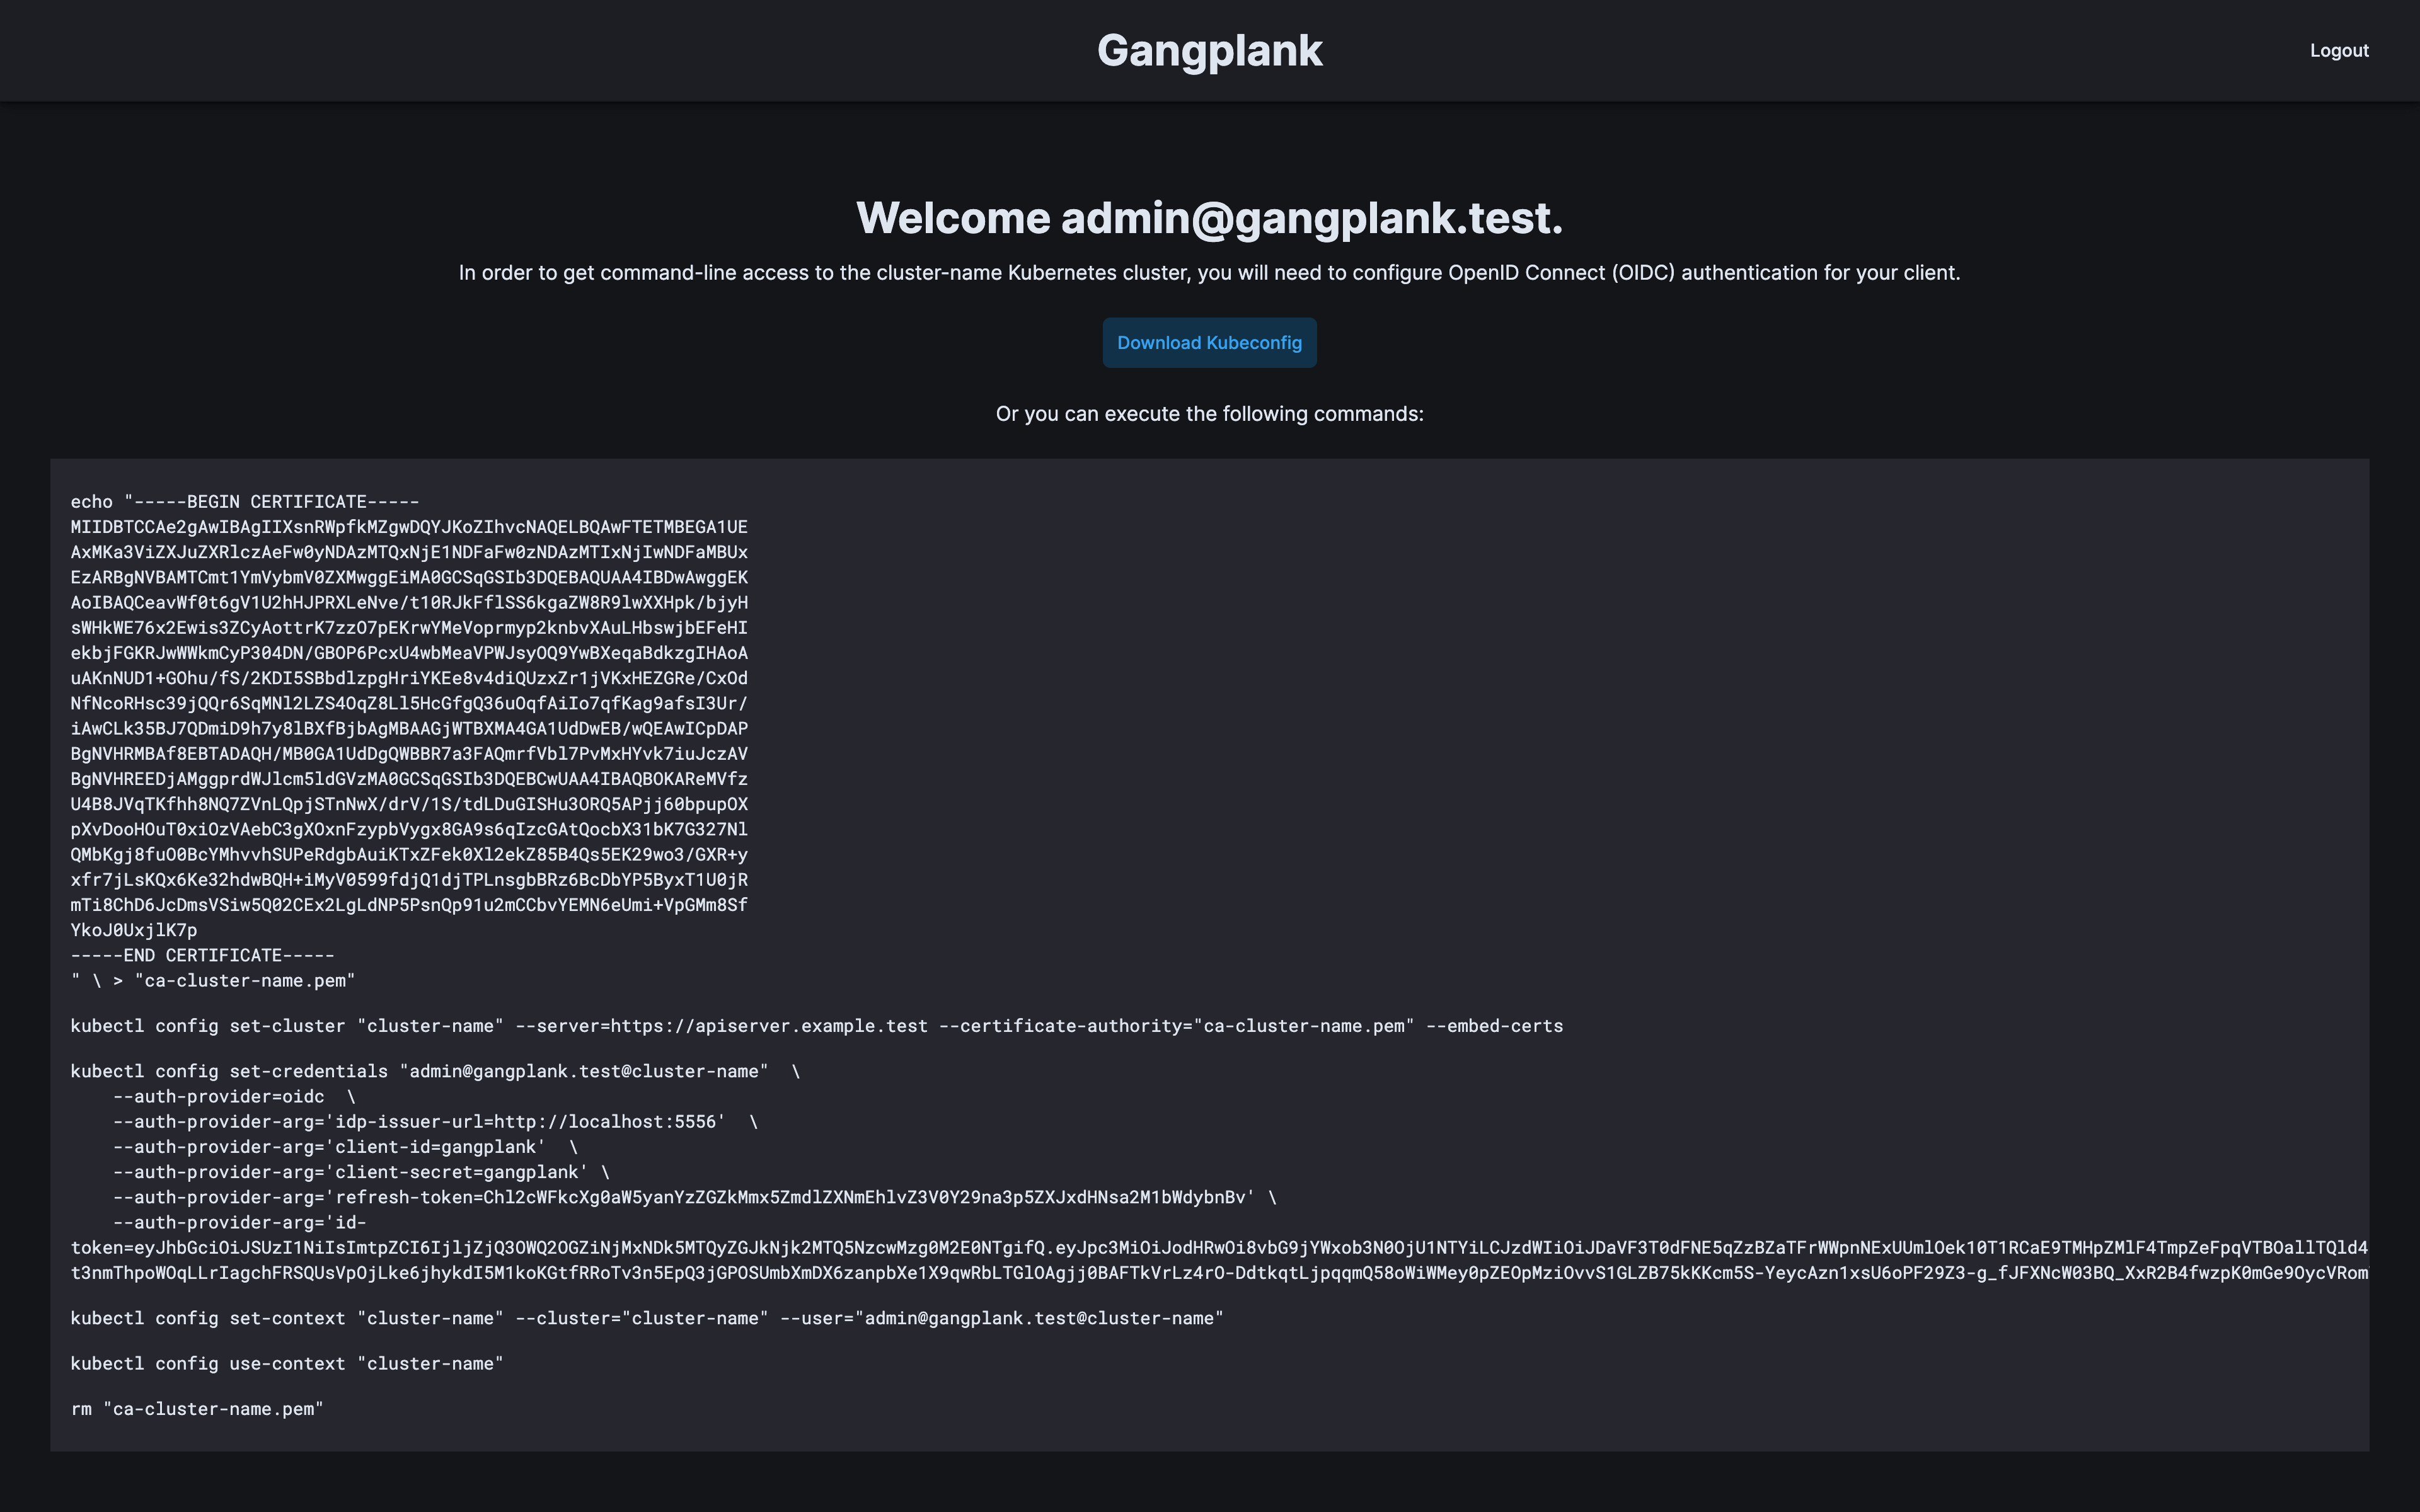 Gangplank
Logout
Welcome admin@gangplank.test.
In order to get command-line access to the cluster-name Kubernetes cluster, you will need to configure OpenID Connect (OIDC) authentication for your client.
Download Kubeconfig
Or you can execute the following commands:
echo "-----BEGIN CERTIFICATE-----
MIIDBTCCAe2gAwIBAgIIXsnRWpfkMZgwDQYJKoZIhvcNAQELBQAwFTETMBEGA1UE
AxMKa3ViZXJuZXRlczAeFw0yNDAzMTQxNjE1NDFaFw0zNDAzMTIxNjIwNDFaMBUx
EzARBgNVBAMTCmt1YmVybmV0ZXMwggEiMA0GCSqGSIb3DQEBAQUAA4IBDwAwggEK
AoIBAQCeavWf0t6gV1U2hHJPRXLeNve/t10RJkFflSS6kgaZW8R9lwXXHpk/bjyH
sWHkWE76x2Ewis3ZCyAottrK7zzO7pEKrwYMeVoprmyp2knbvXAuLHbswjbEFeHI
ekbjFGKRJwWWkmCyP304DN/GBOP6PcxU4wbMeaVPWJsyOQ9YwBXeqaBdkzgIHAoA
uAKnNUD1+GOhu/fS/2KDI5SBbdlzpgHriYKEe8v4diQUzxZr1jVKxHEZGRe/CxOd
NfNcoRHsc39jQQr6SqMNl2LZS4OqZ8Ll5HcGfgQ36uOqfAiIo7qfKag9afsI3Ur/
iAwCLk35BJ7QDmiD9h7y8lBXfBjbAgMBAAGjWTBXMA4GA1UdDwEB/wQEAwICpDAP
BgNVHRMBAf8EBTADAQH/MB0GA1UdDgQWBBR7a3FAQmrfVbl7PvMxHYvk7iuJczAV
BgNVHREEDjAMggprdWJlcm5ldGVzMA0GCSqGSIb3DQEBCwUAA4IBAQBOKAReMVfz
U4B8JVqTKfhh8NQ7ZVnLQpjSTnNwX/drV/1S/tdLDuGISHu3ORQ5APjj60bpupOX
pXvDooHOuT0xiOzVAebC3gXOxnFzypbVygx8GA9s6qIzcGAtQocbX31bK7G327Nl
QMbKgj8fuO0BcYMhvvhSUPeRdgbAuiKTxZFek0Xl2ekZ85B4Qs5EK29wo3/GXR+y
xfr7jLsKQx6Ke32hdwBQH+iMyV0599fdjQ1djTPLnsgbBRz6BcDbYP5ByxT1U0jR
mTi8ChD6JcDmsVSiw5Q02CEx2LgLdNP5PsnQp91u2mCCbvYEMN6eUmi+VpGMm8Sf
YkoJ0UxjlK7p
-----END CERTIFICATE-----
" \ > "ca-cluster-name.pem"
kubectl config set-cluster "cluster-name" --server=https://apiserver.example.test --certificate-authority="ca-cluster-name.pem" --embed-certs
kubectl config set-credentials "admin@gangplank.test@cluster-name"  \
    --auth-provider=oidc  \
    --auth-provider-arg='idp-issuer-url=http://localhost:5556'  \
    --auth-provider-arg='client-id=gangplank'  \
    --auth-provider-arg='client-secret=gangplank' \
    --auth-provider-arg='refresh-token=Chl2cWFkcXg0aW5yanYzZGZkMmx5ZmdlZXNmEhlvZ3V0Y29na3p5ZXJxdHNsa2M1bWdybnBv' \
    --auth-provider-arg='id-
token=eyJhbGciOiJSUzI1NiIsImtpZCI6IjljZjQ3OWQ2OGZiNjMxNDk5MTQyZGJkNjk2MTQ5NzcwMzg0M2E0NTgifQ.eyJpc3MiOiJodHRwOi8vbG9jYWxob3N0OjU1NTYiLCJzdWIiOiJDaVF3T0dFNE5qZzBZaTFrWWpnNExUUmlOek10T1RCaE9TMHpZMlF4TmpZeFpqVTBOallTQld4
t3nmThpoWOqLLrIagchFRSQUsVpOjLke6jhykdI5M1koKGtfRRoTv3n5EpQ3jGPOSUmbXmDX6zanpbXe1X9qwRbLTGlOAgjj0BAFTkVrLz4rO-DdtkqtLjpqqmQ58oWiWMey0pZEOpMziOvvS1GLZB75kKKcm5S-YeycAzn1xsU6oPF29Z3-g_fJFXNcW03BQ_XxR2B4fwzpK0mGe9OycVRom
kubectl config set-context "cluster-name" --cluster="cluster-name" --user="admin@gangplank.test@cluster-name"
kubectl config use-context "cluster-name"
rm "ca-cluster-name.pem"